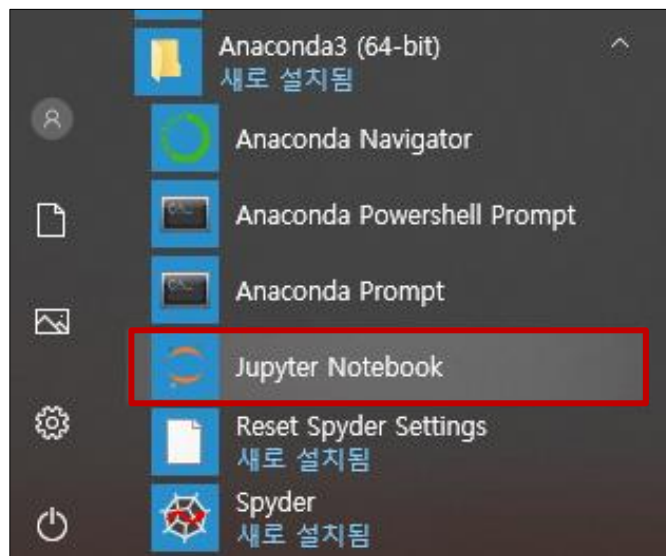 Anaconda3 (64-bit)
새로 설치됨
Anaconda Navigator
Anaconda Powershell Prompt
Anaconda Prompt
Jupyter Notebook
Reset Spyder Settings
새로 설치됨
Spyder
새로 설치됨